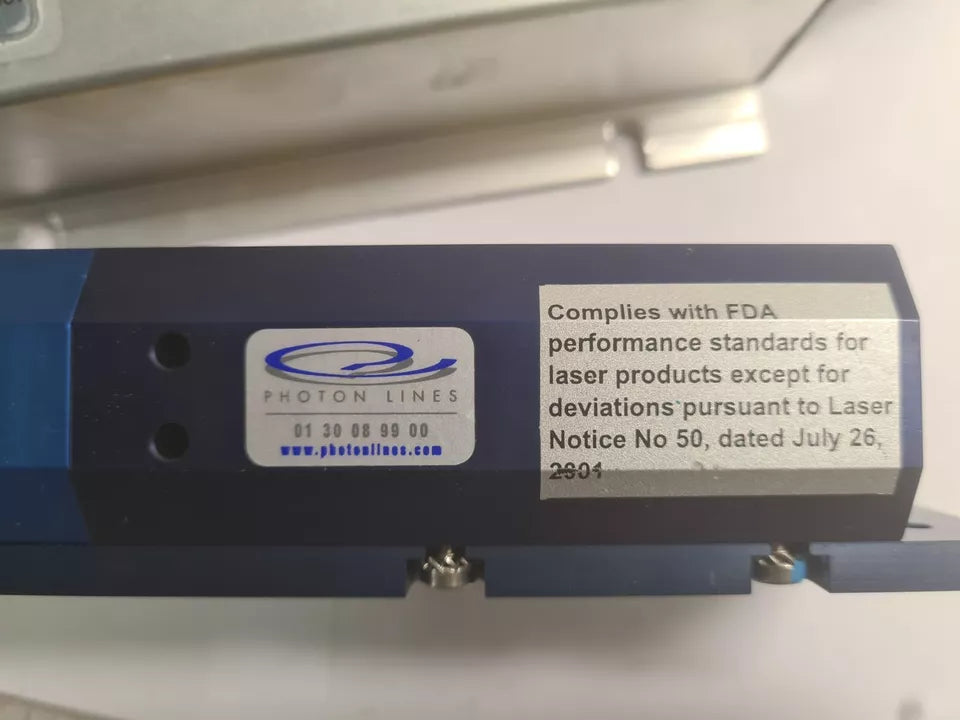 PHOTON LINES
01 30 08 99 00
www.photonlines.com
Complies with FDA
performance standards for
laser products except for
deviations pursuant to Laser
Notice No 50, dated July 26,
2001